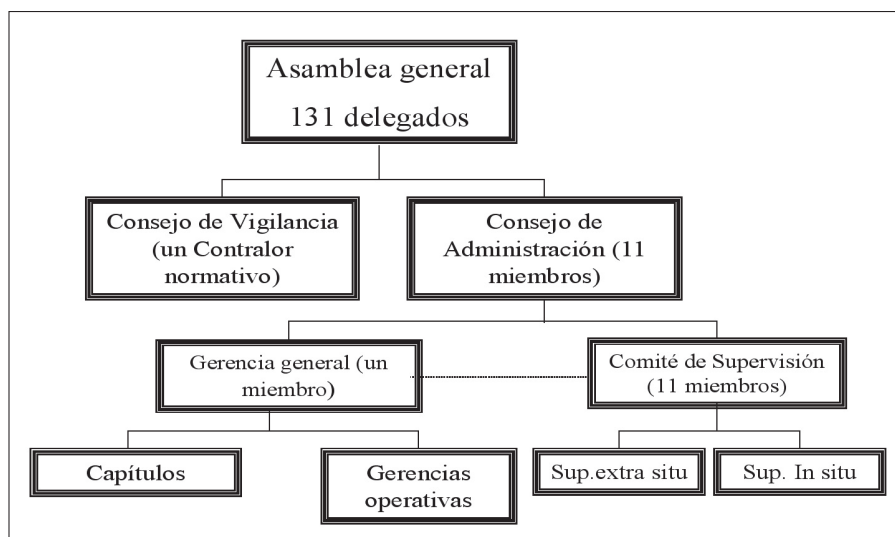 Asamblea general
131 delegados
Consejo de Vigilancia
(un Contralor
normativo)
Consejo de
Administración (11
miembros)
Gerencia general (un
miembro)
Comité de Supervisión
(11 miembros)
Capítulos
Gerencias
operativas
Sup.extra situ
Sup. In situ